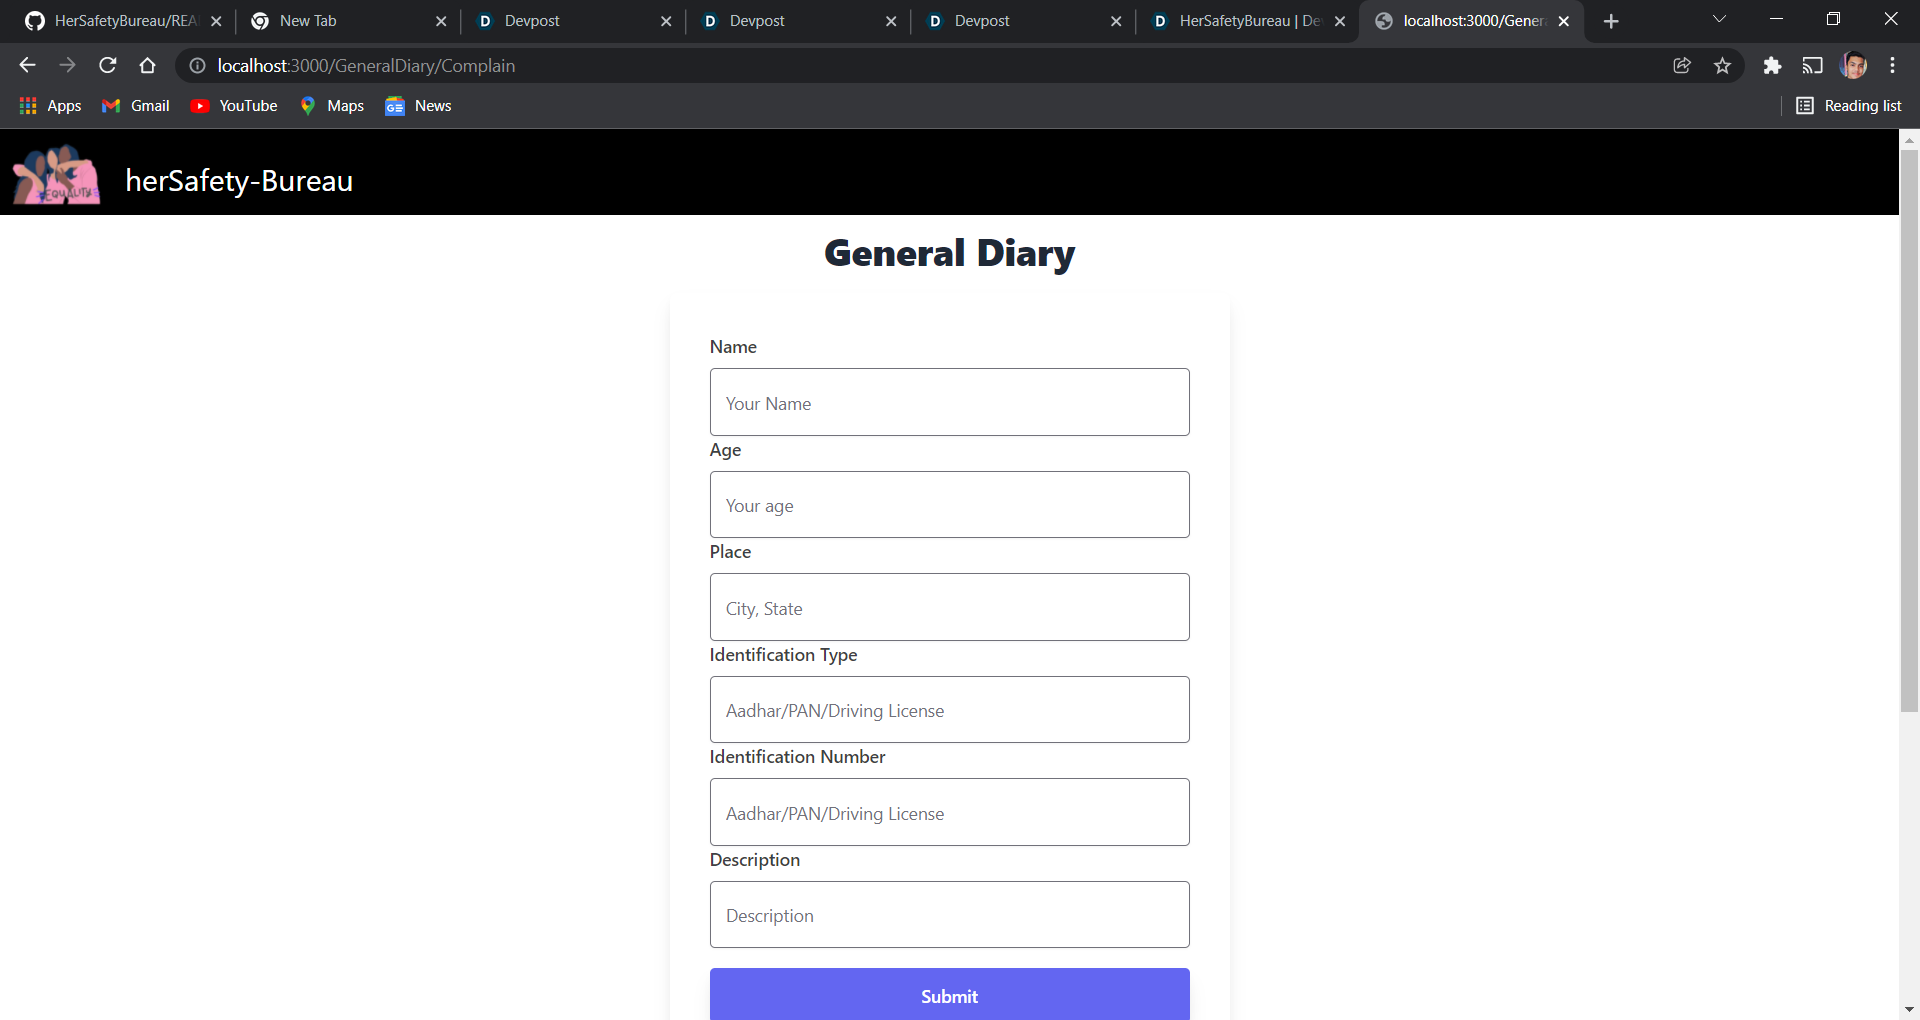 HerSafetyBureau/REA
New Tab
Devpost
Devpost
Devpost
HerSafetyBureau | De
localhost:3000/Gener
localhost:3000/GeneralDiary/Complain
Apps
Gmail
YouTube
Maps
News
Reading list
EQUALITY
herSafety-Bureau
General Diary
Name
Your Name
Age
Your age
Place
City, State
Identification Type
Aadhar/PAN/Driving License
Identification Number
Aadhar/PAN/Driving License
Description
Description
Submit